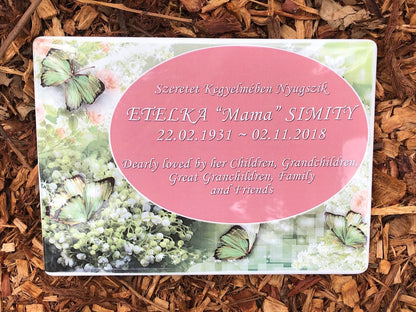 Szeretet Kegyelmében Nyugszik
ETELKA “Mama” SIMITY
22.02.1931 ~ 02.11.2018
Dearly loved by her Children, Grandchildren,
Great Granchildren, Family
and Friends